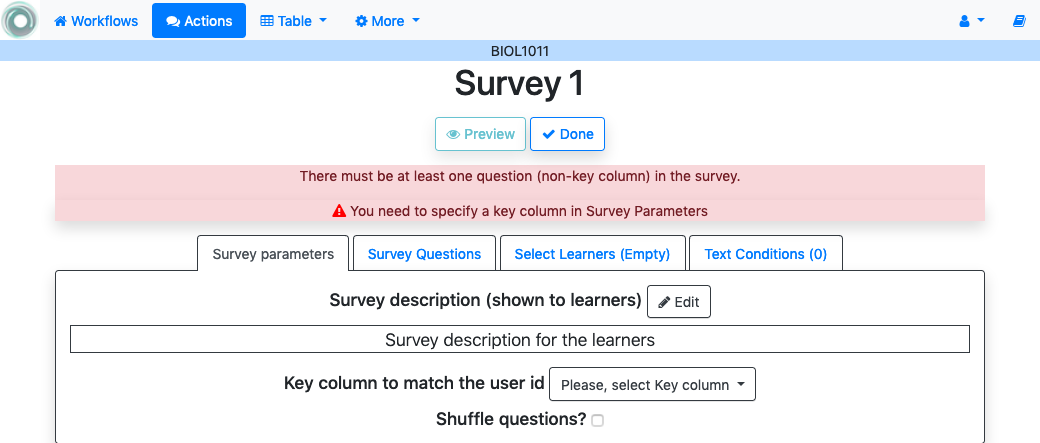 Workflows Actions Table More
BIOL1011
Survey 1
Preview Done
There must be at least one question (non-key column) in the survey.
You need to specify a key column in Survey Parameters
Survey parameters Survey Questions Select Learners (Empty) Text Conditions (0)
Survey description (shown to learners) Edit
Survey description for the learners
Key column to match the user id Please, select Key column
Shuffle questions?